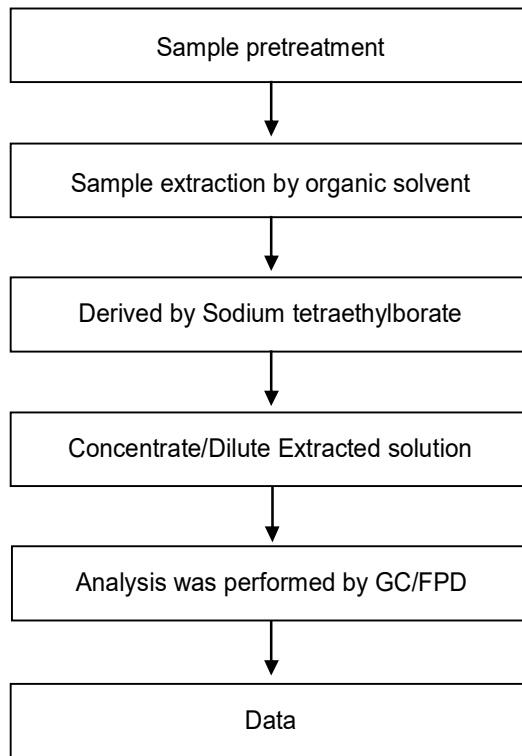 Sample pretreatment
Sample extraction by organic solvent
Derived by Sodium tetraethylborate
Concentrate/Dilute Extracted solution
Analysis was performed by GC/FPD
Data